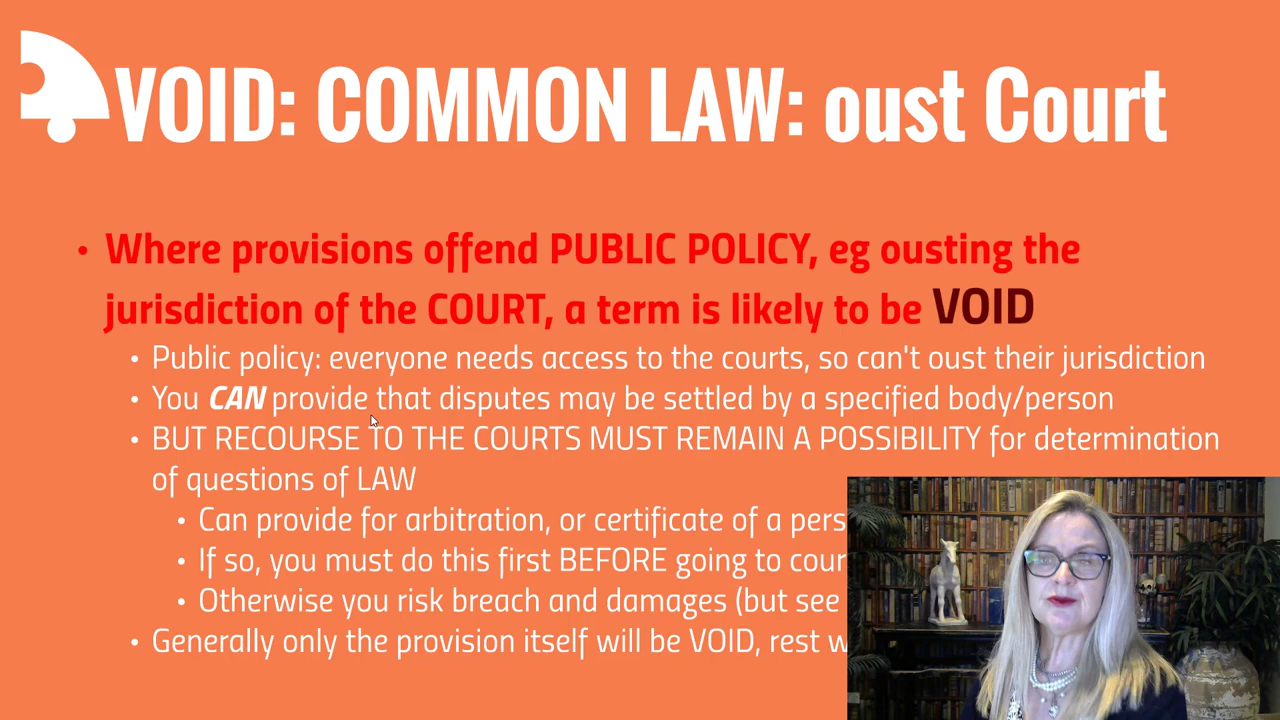 VOID: COMMON LAW: oust Court
• Where provisions offend PUBLIC POLICY, eg ousting the
jurisdiction of the COURT, a term is likely to be VOID
• Public policy: everyone needs access to the courts, so can't oust their jurisdiction
• You CAN provide that disputes may be settled by a specified body/person
• BUT RECOURSE TO THE COURTS MUST REMAIN A POSSIBILITY for determination
of questions of LAW
• Can provide for arbitration, or certificate of a pers
• If so, you must do this first BEFORE going to cour
• Otherwise you risk breach and damages (but see
• Generally only the provision itself will be VOID, rest w